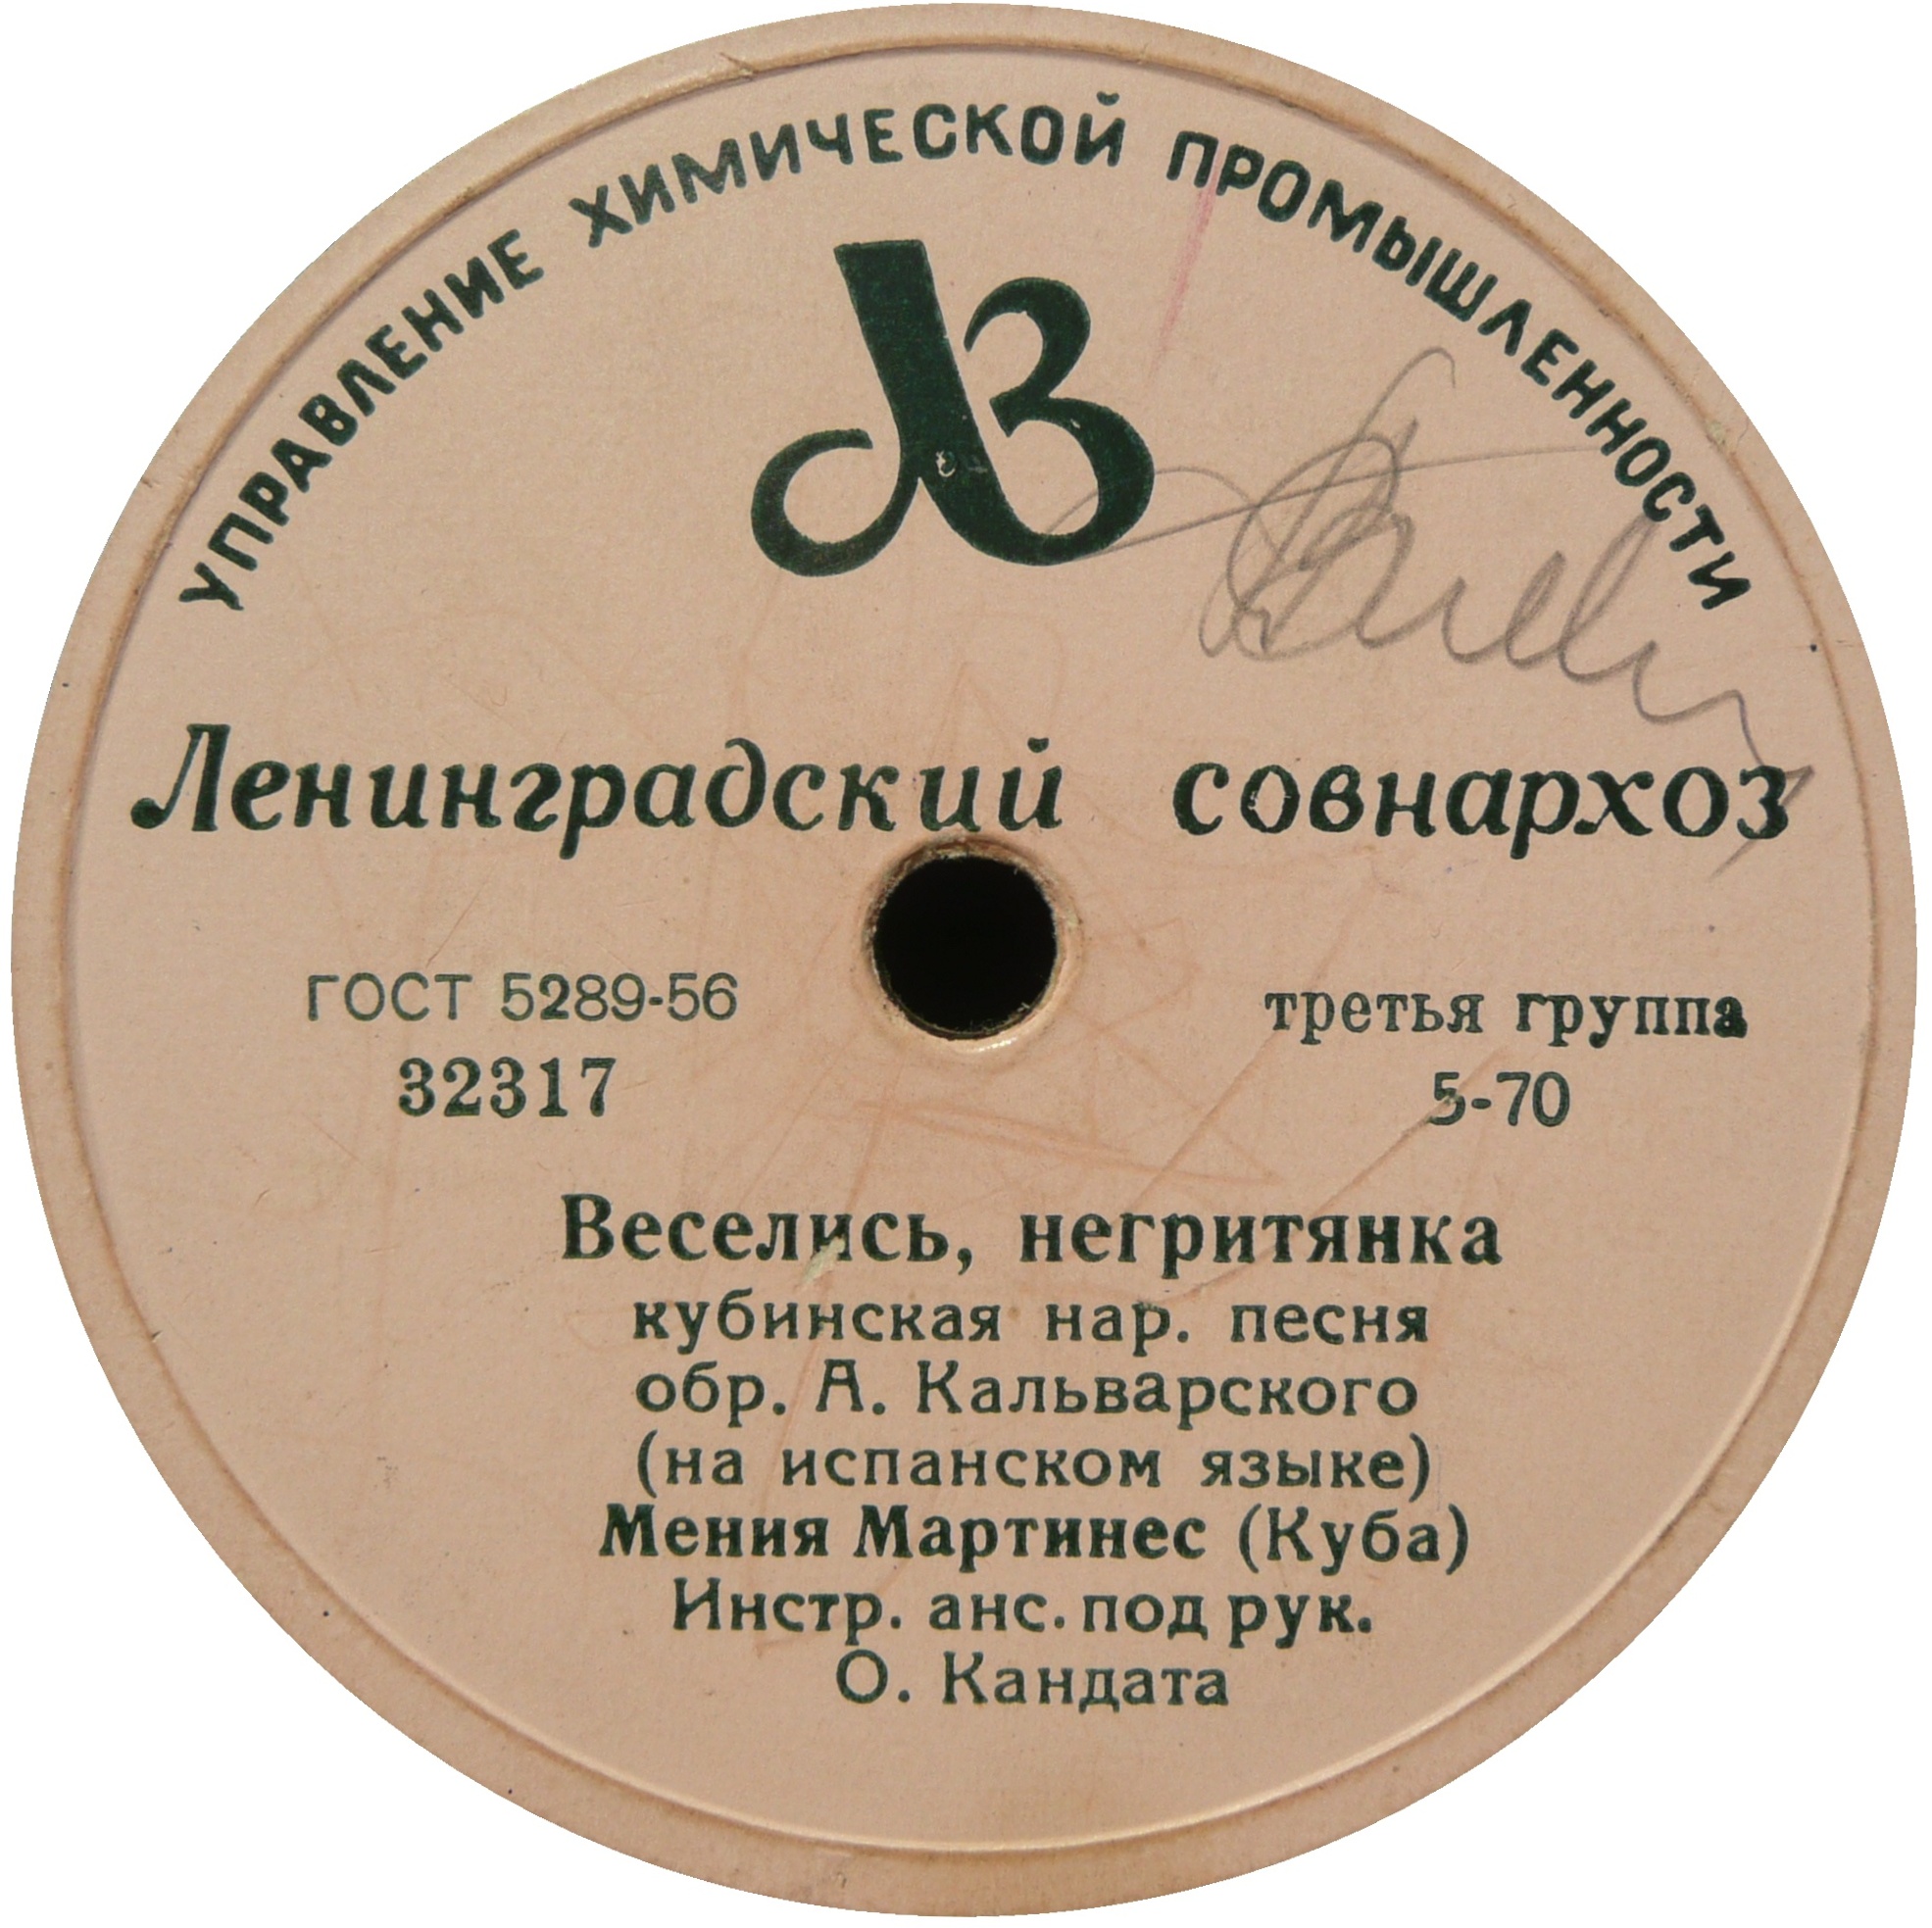 УПРАВЛЕНИЕ ХИМИЧЕСКОЙ ПРОМЫШЛЕННОСТИ
Ленинградский совнархоз
ГОСТ 5289-56
32317
третья группа
5-70
Веселись, негритянка
кубинская нар. песня
обр. А. Кальварского
(на испанском языке)
Мения Мартинес (Куба)
Инстр. анс. под рук.
О. Кандата